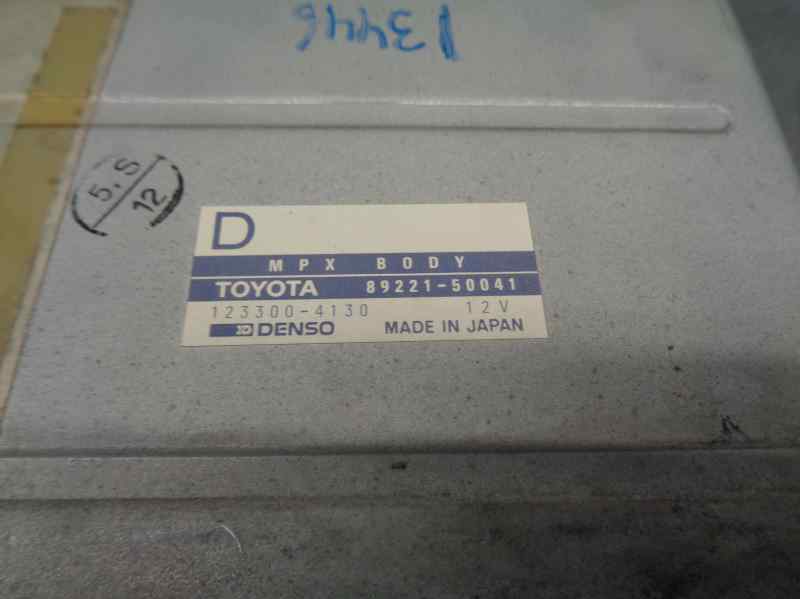 13446
5.S
12
D
MPX BODY
TOYOTA 89221-50041
123300-4130 12V
DENSO MADE IN JAPAN